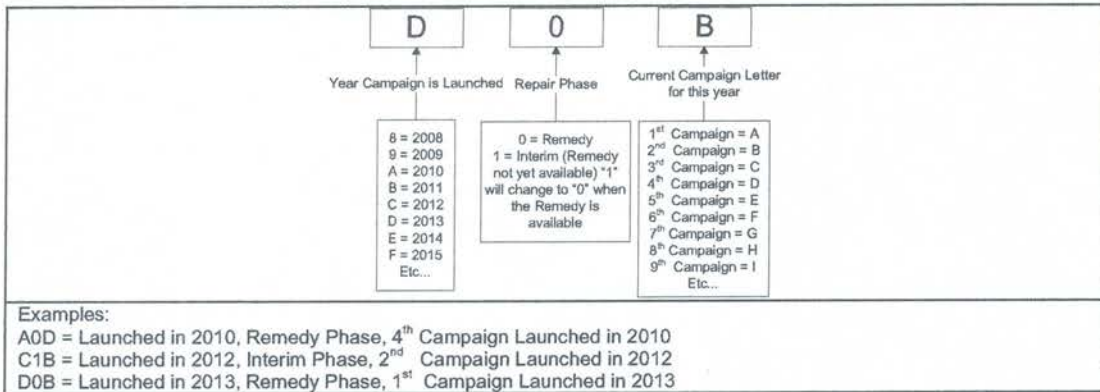 D 0 B
Year Campaign is Launched
Repair Phase
Current Campaign Letter
for this year
8 = 2008
9 = 2009
A = 2010
B = 2011
C = 2012
D = 2013
E = 2014
F = 2015
Etc...
0 = Remedy
1 = Interim (Remedy
not yet available) "1"
will change to "0" when
the Remedy is
available
1st Campaign = A
2nd Campaign = B
3rd Campaign = C
4th Campaign = D
5th Campaign = E
6th Campaign = F
7th Campaign = G
8th Campaign = H
9th Campaign = I
Etc...
Examples:
A0D = Launched in 2010, Remedy Phase, 4th Campaign Launched in 2010
C1B = Launched in 2012, Interim Phase, 2nd Campaign Launched in 2012
D0B = Launched in 2013, Remedy Phase, 1st Campaign Launched in 2013